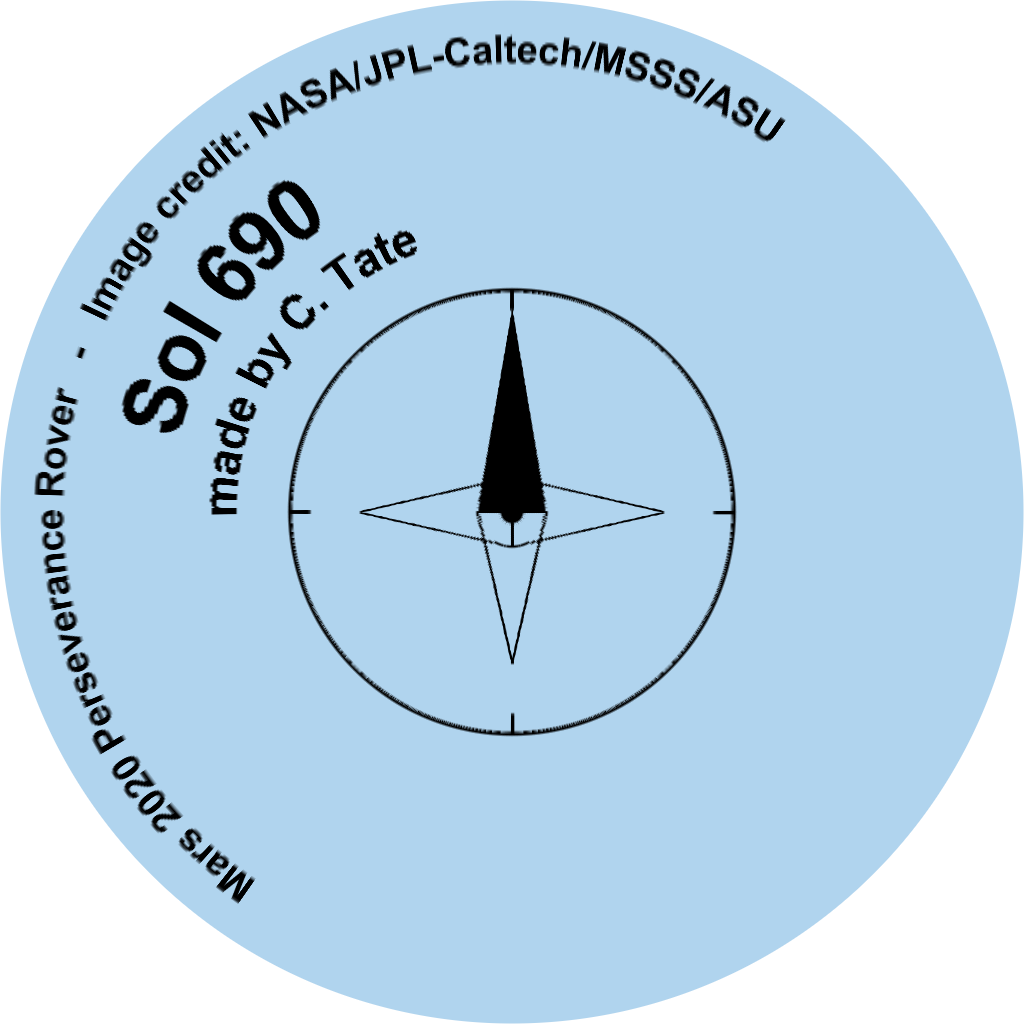 Mars 2020 Perseverance Rover - Image credit: NASA/JPL-Caltech/MSSS/ASU
Sol 690
made by C. Tate